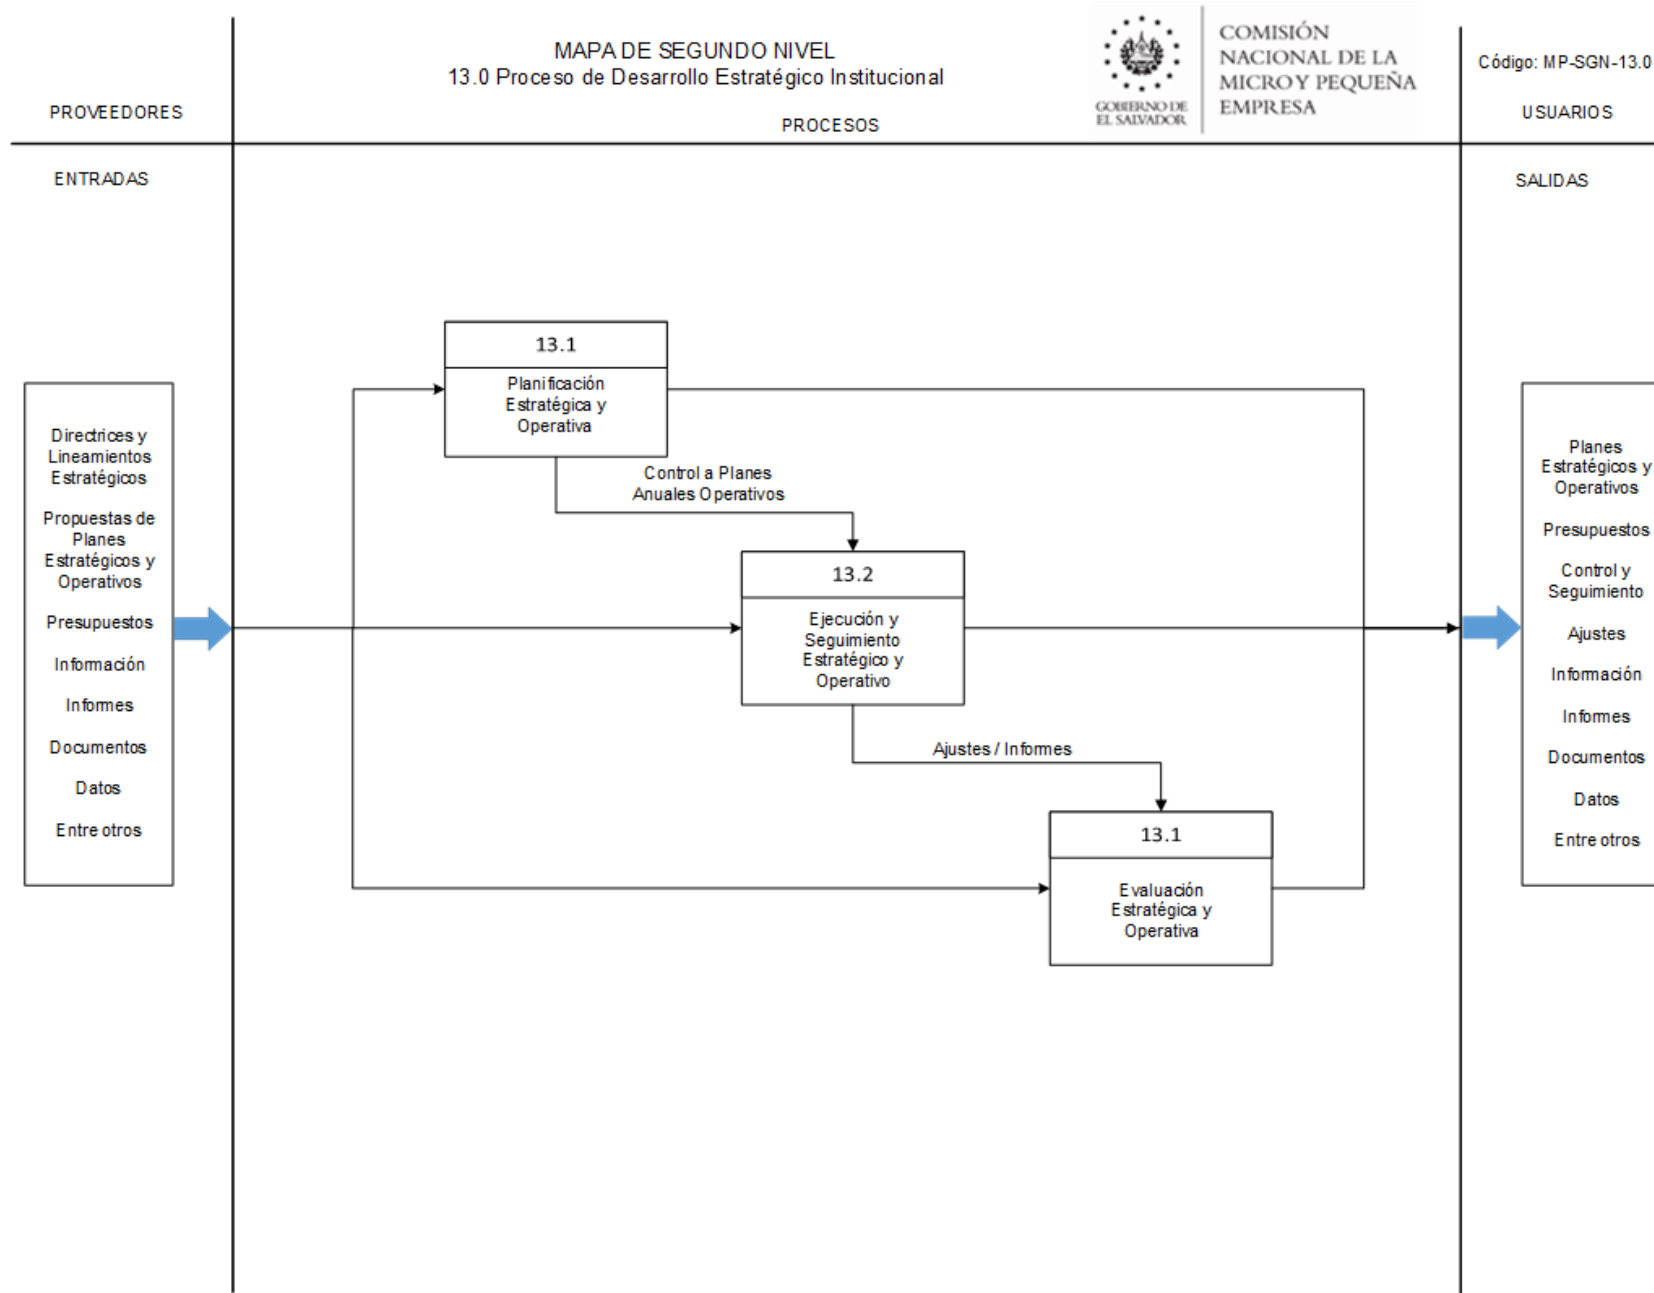 MAPA DE SEGUNDO NIVEL
13.0 Proceso de Desarrollo Estratégico Institucional
GOBIERNO DE
EL SALVADOR
COMISIÓN
NACIONAL DE LA
MICRO Y PEQUEÑA
EMPRESA
Código: MP-SGN-13.0
PROVEEDORES
PROCESOS
USUARIOS
ENTRADAS
SALIDAS
Directrices y
Lineamientos
Estratégicos
Propuestas de
Planes
Estratégicos y
Operativos
Presupuestos
Información
Informes
Documentos
Datos
Entre otros
13.1
Planificación
Estratégica y
Operativa
Control a Planes
Anuales Operativos
13.2
Ejecución y
Seguimiento
Estratégico y
Operativo
Ajustes / Informes
13.1
Evaluación
Estratégica y
Operativa
Planes
Estratégicos y
Operativos
Presupuestos
Control y
Seguimiento
Ajustes
Información
Informes
Documentos
Datos
Entre otros